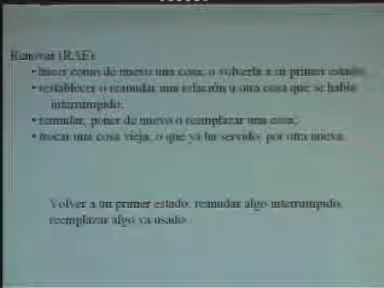 Renovar (RAE):
• hacer como de nuevo una cosa, o volverla a su primer estado.
• restablecer o reanudar una relación u otra cosa que se había
interrumpido.
• remudar, poner de nuevo o reemplazar una cosa.
• trocar una cosa vieja, o que ya ha servido, por otra nueva.
Volver a un primer estado, reanudar algo interrumpido,
reemplazar algo ya usado.